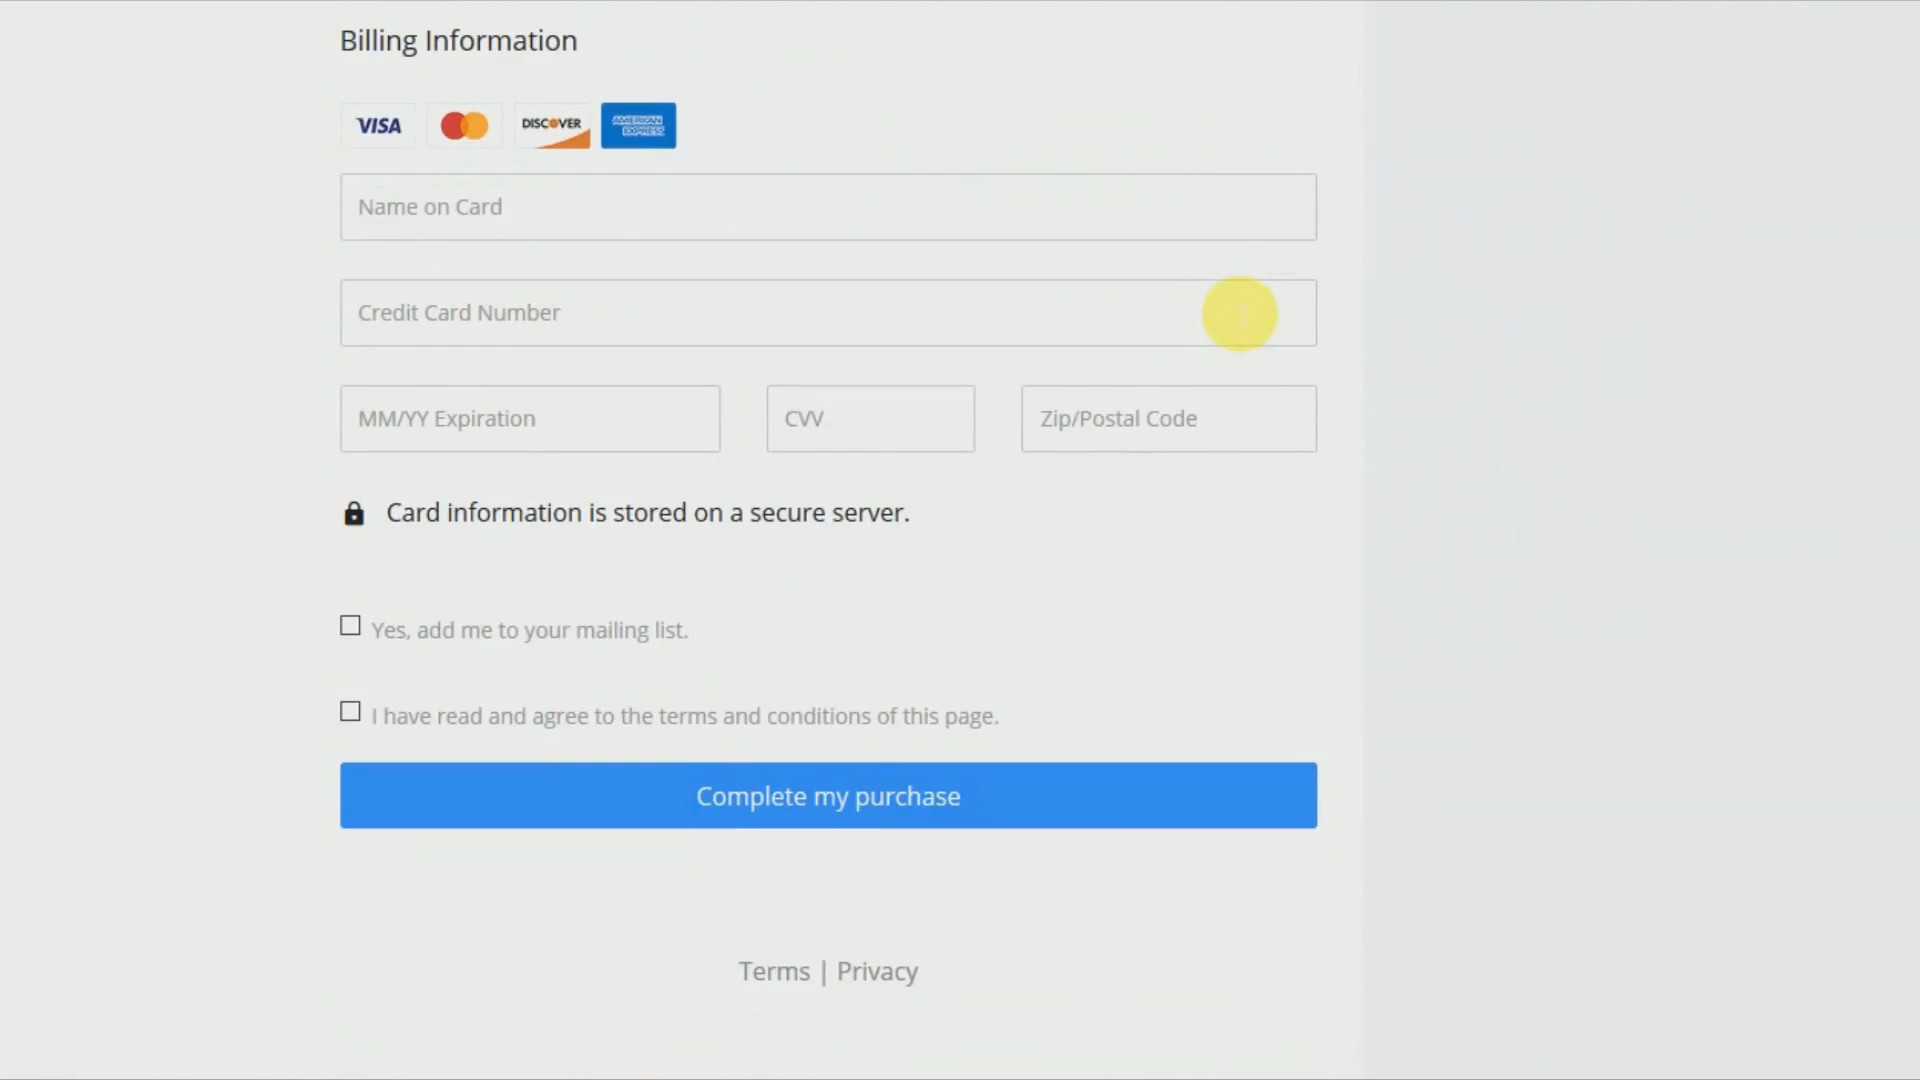 Billing Information
VISA DISCOVER AMERICAN EXPRESS
Name on Card
Credit Card Number
MM/YY Expiration CVV Zip/Postal Code
Card information is stored on a secure server.
Yes, add me to your mailing list.
I have read and agree to the terms and conditions of this page.
Complete my purchase
Terms | Privacy